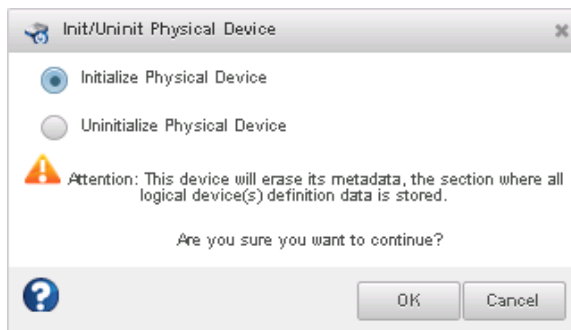 Init/Uninit Physical Device
Initialize Physical Device
Uninitialize Physical Device
Attention: This device will erase its metadata, the section where all
logical device(s) definition data is stored.
Are you sure you want to continue?
OK
Cancel